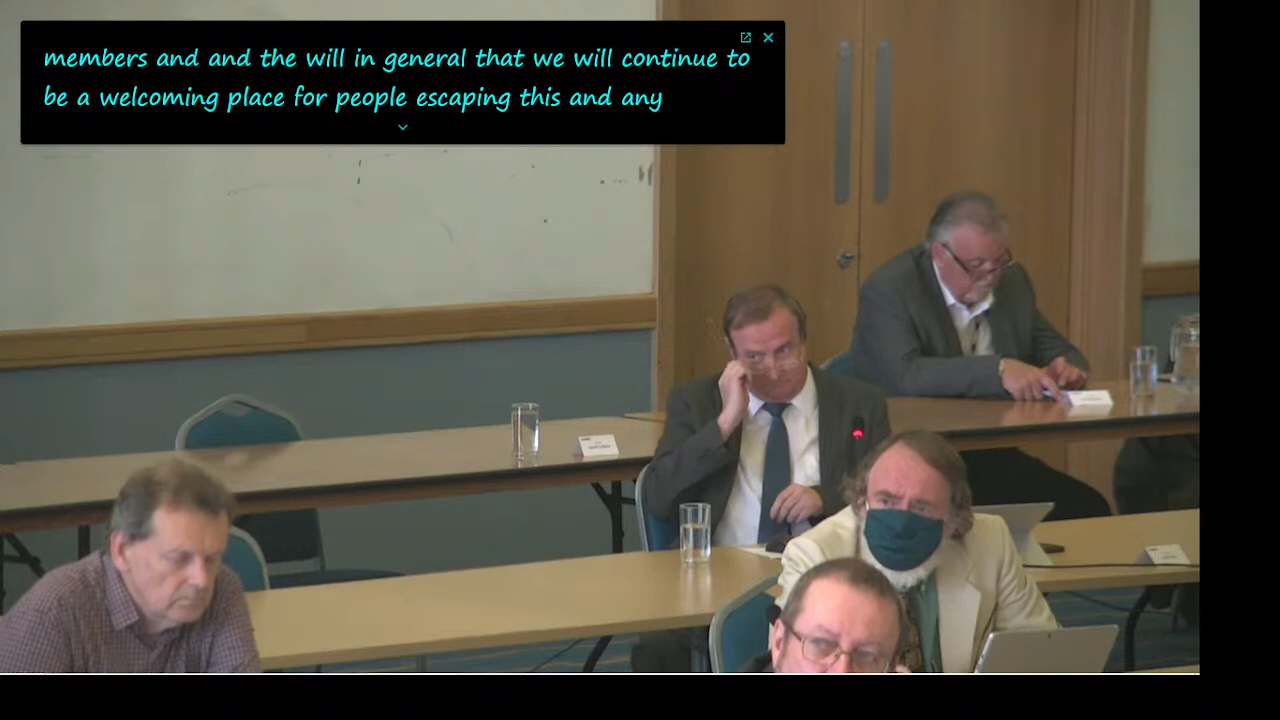 members and and the will in general that we will continue to
be a welcoming place for people escaping this and any